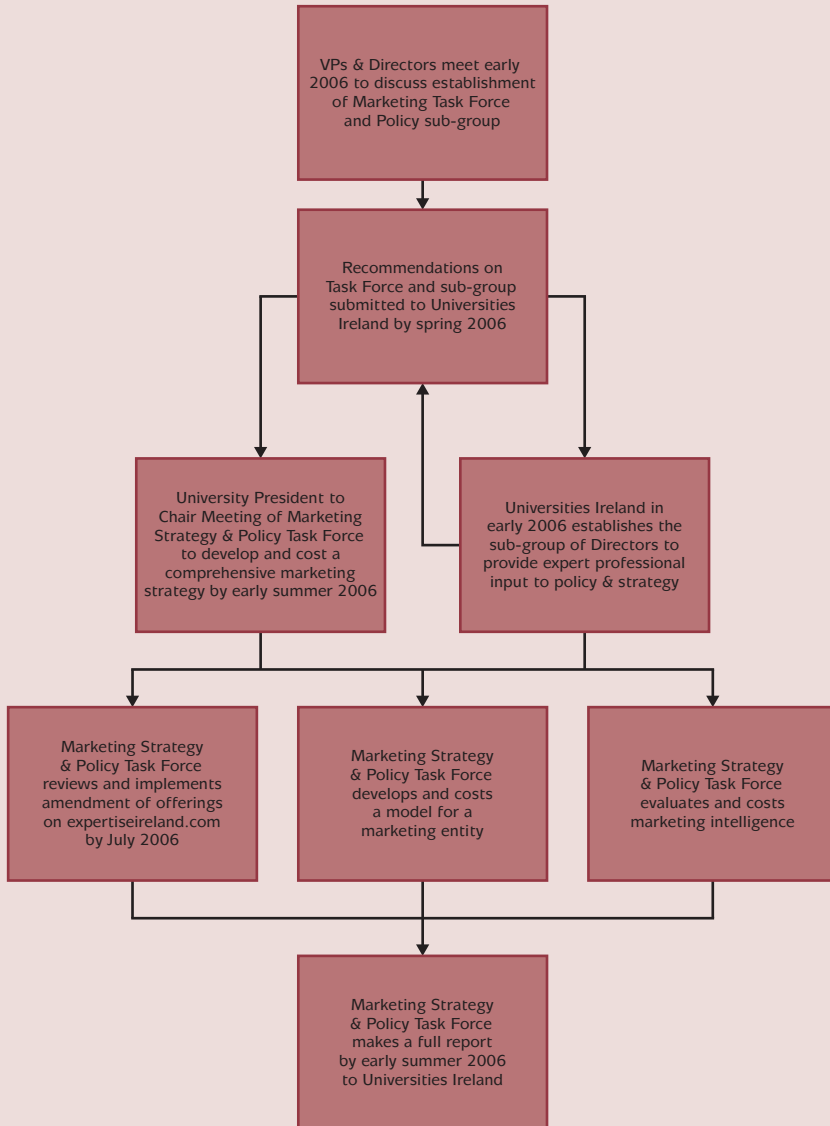 VPs & Directors meet early
2006 to discuss establishment
of Marketing Task Force
and Policy sub-group
Recommendations on
Task Force and sub-group
submitted to Universities
Ireland by spring 2006
University President to
Chair Meeting of Marketing
Strategy & Policy Task Force
to develop and cost a
comprehensive marketing
strategy by early summer 2006
Universities Ireland in
early 2006 establishes the
sub-group of Directors to
provide expert professional
input to policy & strategy
Marketing Strategy
& Policy Task Force
reviews and implements
amendment of offerings
on expertiseireland.com
by July 2006
Marketing Strategy
& Policy Task Force
develops and costs
a model for a
marketing entity
Marketing Strategy
& Policy Task Force
evaluates and costs
marketing intelligence
Marketing Strategy
& Policy Task Force
makes a full report
by early summer 2006
to Universities Ireland